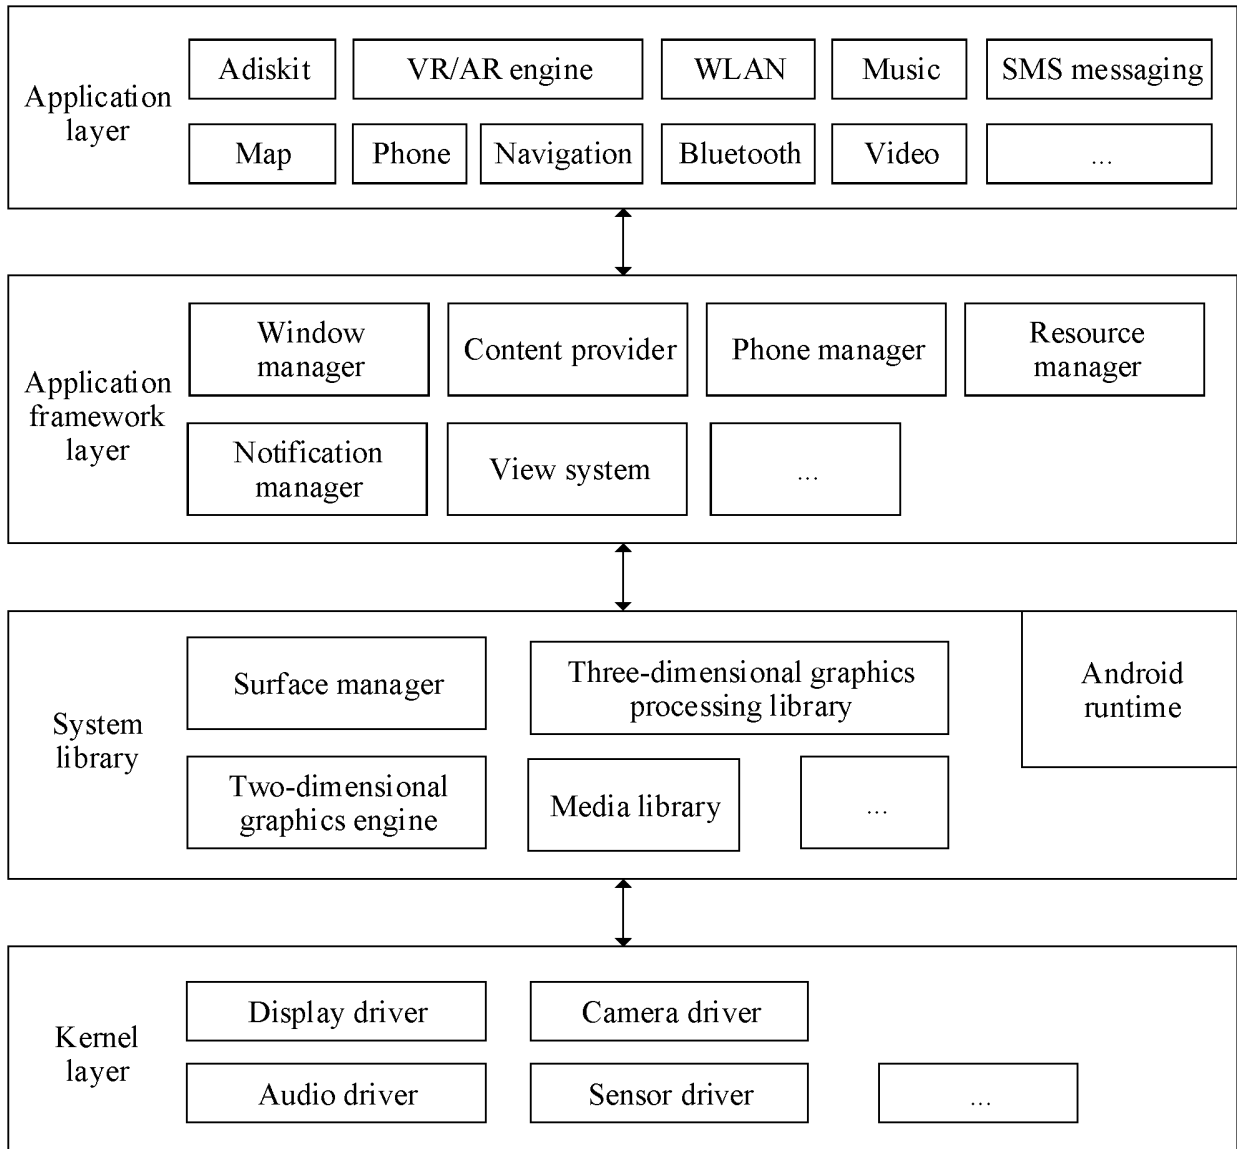 Application
layer
Adiskit
VR/AR engine
WLAN
Music
SMS messaging
Map
Phone
Navigation
Bluetooth
Video
...
Application
framework
layer
Window
manager
Content provider
Phone manager
Resource
manager
Notification
manager
View system
...
System
library
Surface manager
Three-dimensional graphics
processing library
Android
runtime
Two-dimensional
graphics engine
Media library
...
Kernel
layer
Display driver
Camera driver
Audio driver
Sensor driver
...